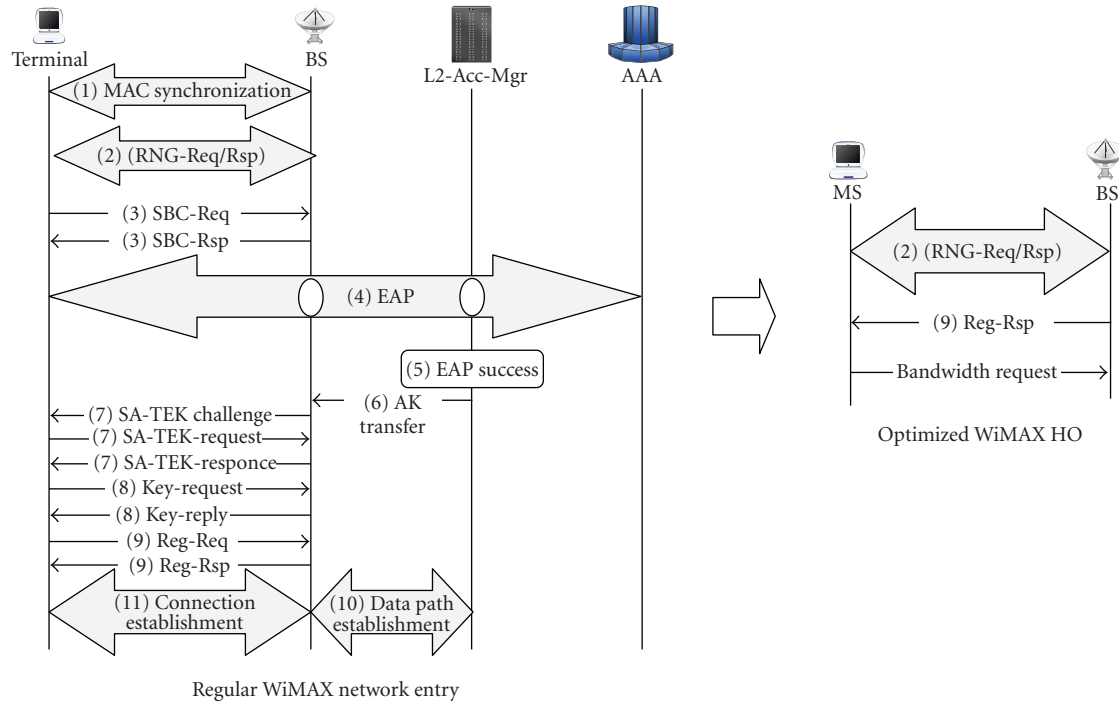 Terminal
BS
L2-Acc-Mgr
AAA
(1) MAC synchronization
(2) (RNG-Req/Rsp)
(3) SBC-Req
(3) SBC-Rsp
(4) EAP
(5) EAP success
(6) AK
transfer
(7) SA-TEK challenge
(7) SA-TEK-request
(7) SA-TEK-responce
(8) Key-request
(8) Key-reply
(9) Reg-Req
(9) Reg-Rsp
(11) Connection
establishment
(10) Data path
establishment
Regular WiMAX network entry
MS
BS
(2) (RNG-Req/Rsp)
(9) Reg-Rsp
Bandwidth request
Optimized WiMAX HO